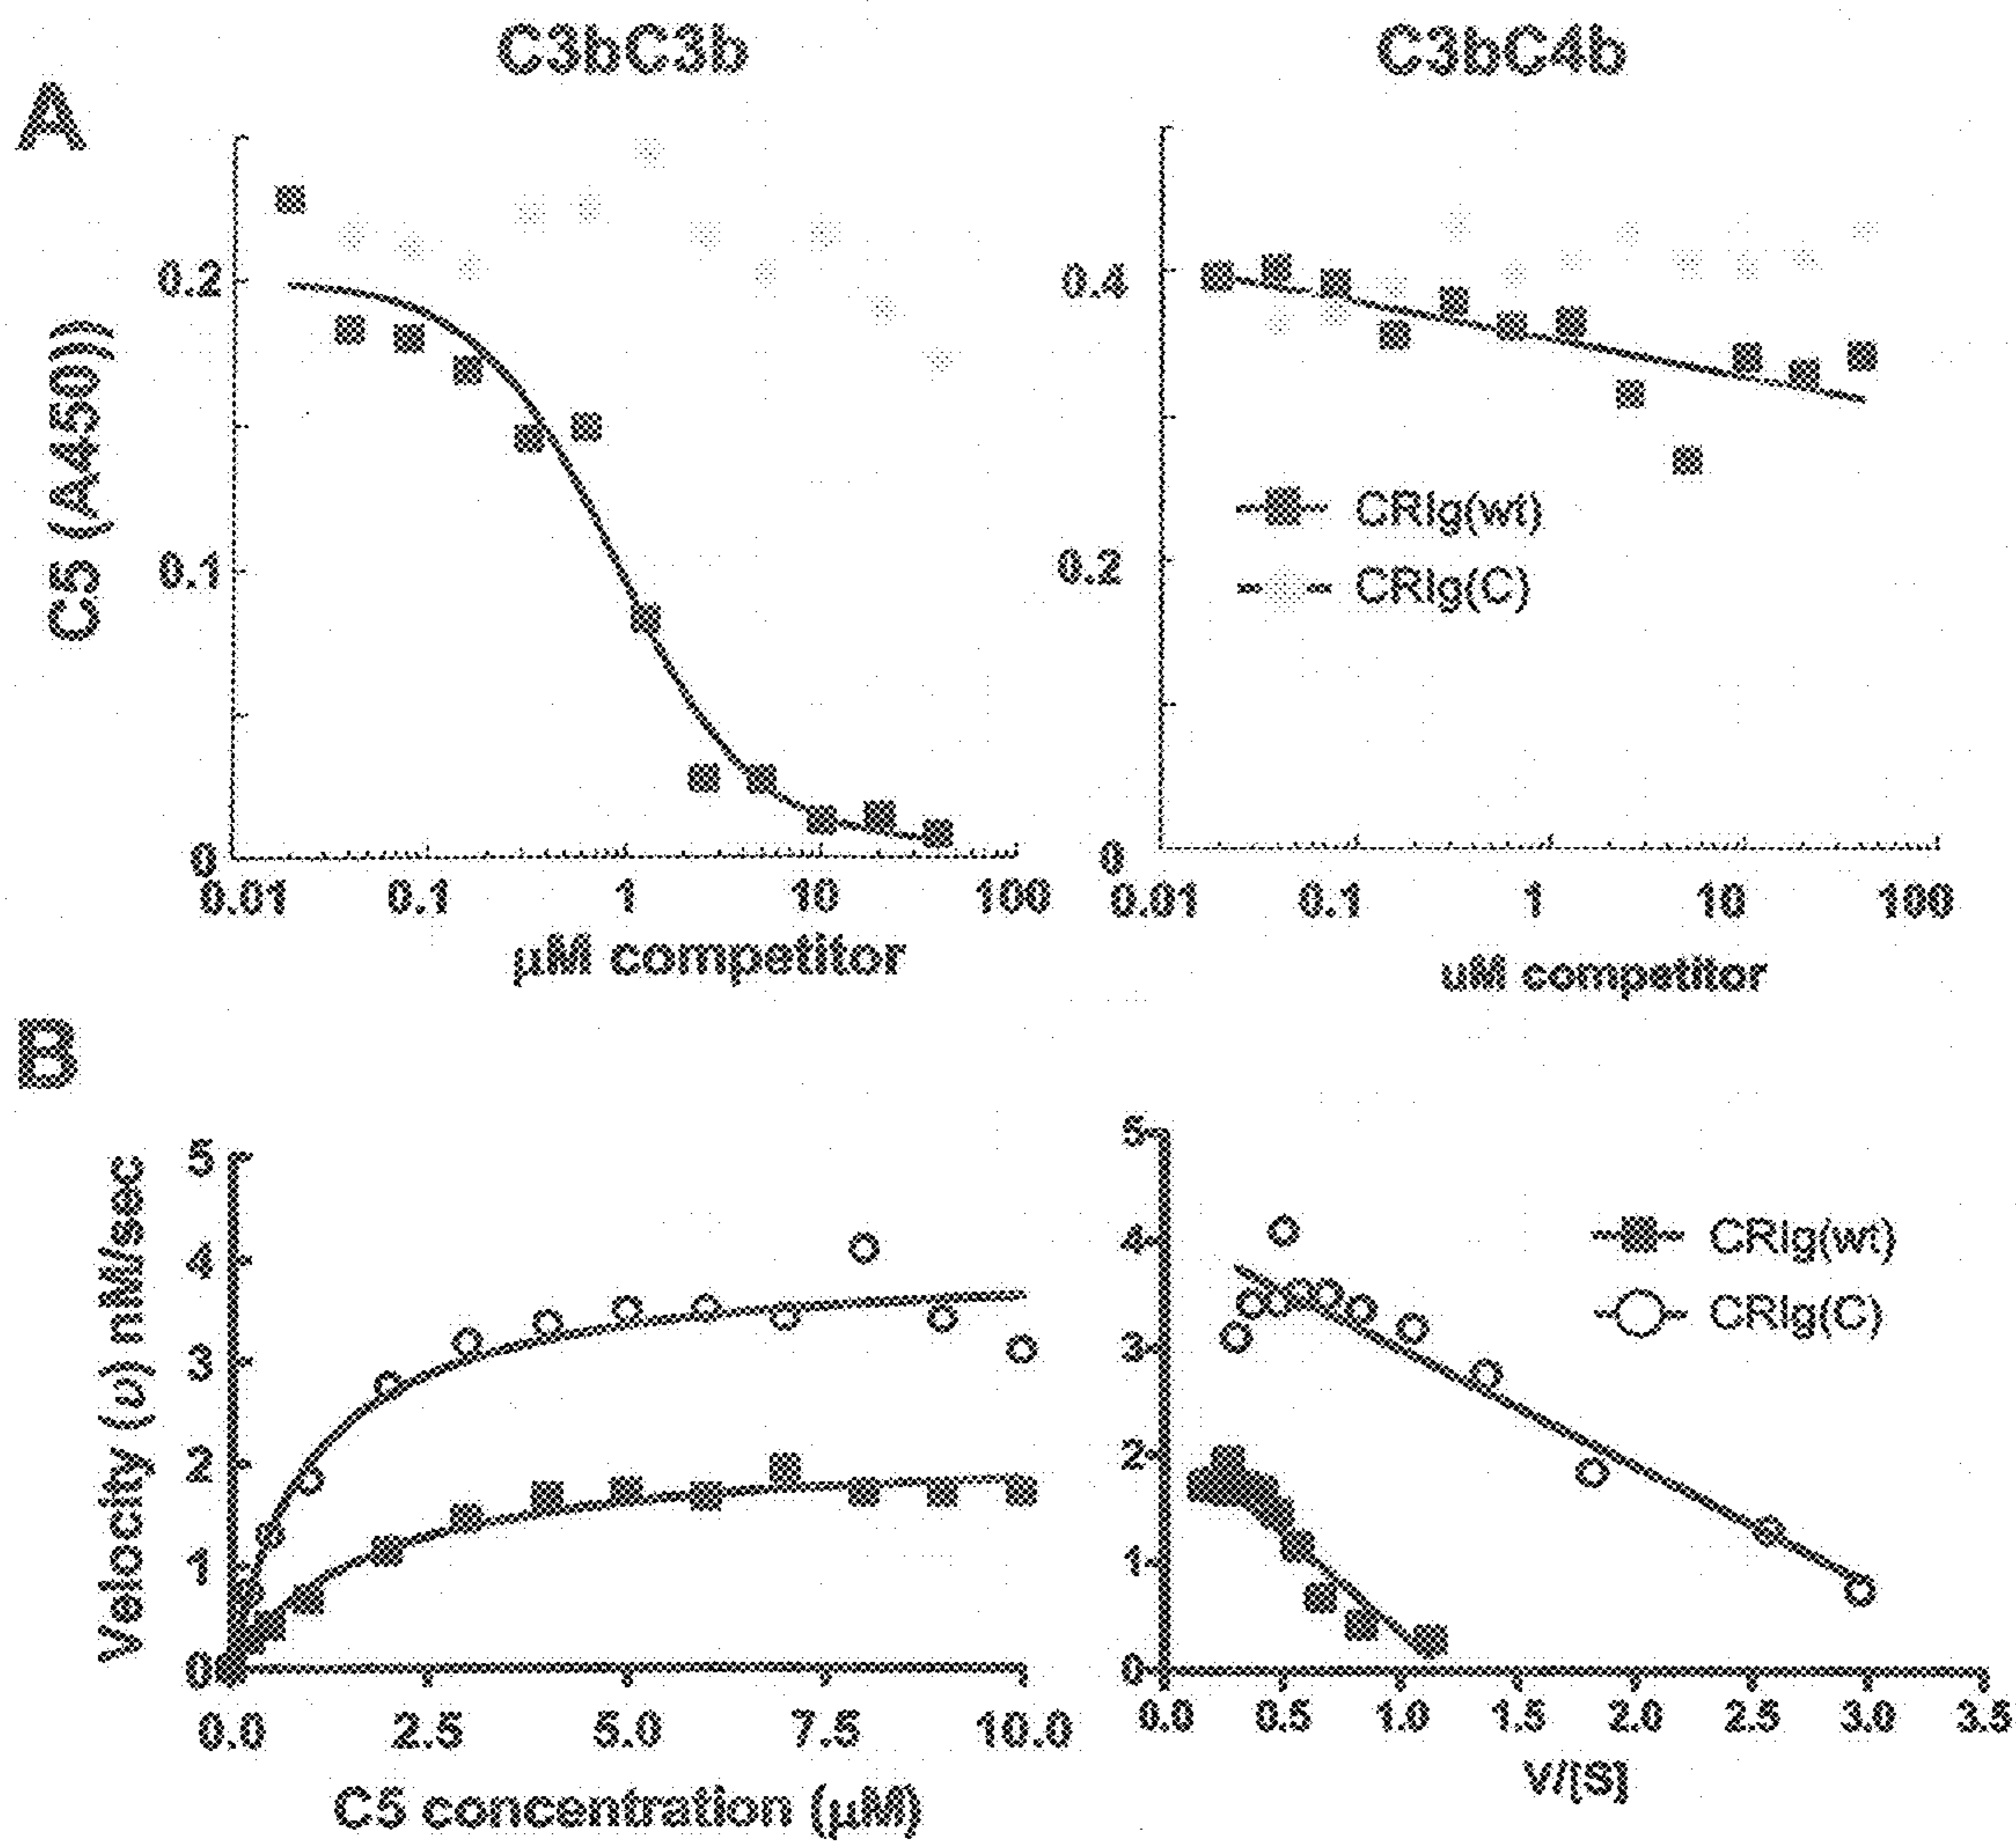 C3bC3b
C3bC4b
A
C5 (A450)))
0.2
0.1
0
0.01 0.1 1 10 100
µM competitor
0.4
0.2
0
CRIg(wt)
CRIg(C)
0.01 0.1 1 10 100
uM competitor
B
Velocity (υ) nM/sec
5
4
3
2
1
0
0.0 2.5 5.0 7.5 10.0
C5 concentration (µM)
5
4
3
2
1
0
CRIg(wt)
CRIg(C)
0.0 0.5 1.0 1.5 2.0 2.5 3.0 3.5
V/[S]